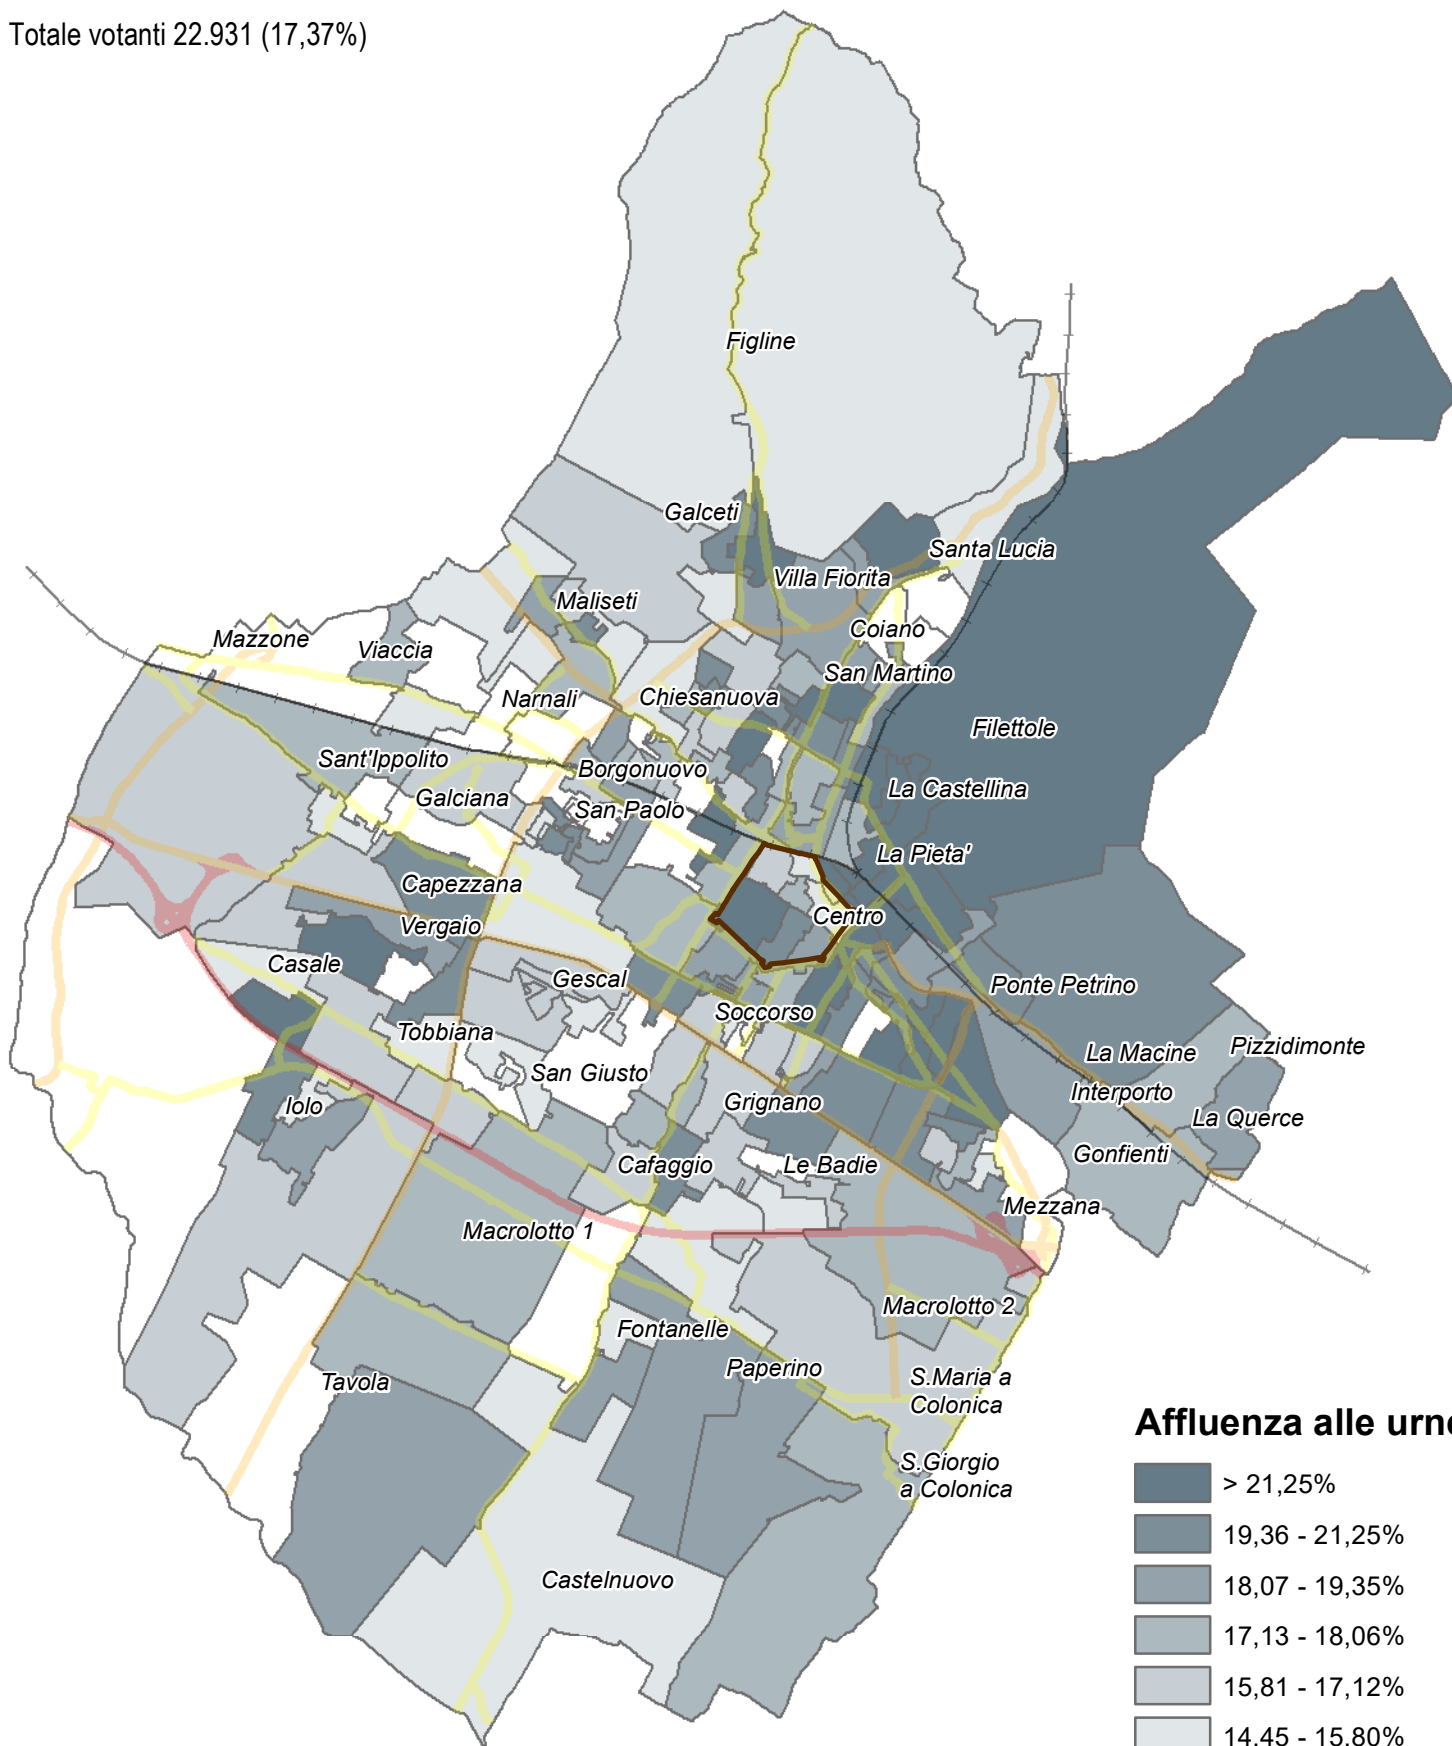 Totale votanti 22.931 (17,37%)
Figline
Galceti
Santa Lucia
Villa Fiorita
Maliseti
Coiano
Mazzone
Viaccia
San Martino
Narnali
Chiesanuova
Filettole
Sant'Ippolito
Borgonuovo
La Castellina
Galciana
San Paolo
La Pieta'
Capezzana
Centro
Vergaio
Casale
Gescal
Ponte Petrino
Soccorso
Tobbiana
La Macine
Pizzidimonte
San Giusto
Interporto
Iolo
Grignano
La Querce
Gonfienti
Cafaggio
Le Badie
Mezzana
Macrolotto 1
Macrolotto 2
Fontanelle
Paperino
Tavola
S.Maria a
Colonica
S.Giorgio
a Colonica
Castelnuovo
Affluenza alle urne
> 21,25%
19,36 - 21,25%
18,07 - 19,35%
17,13 - 18,06%
15,81 - 17,12%
14,45 - 15,80%